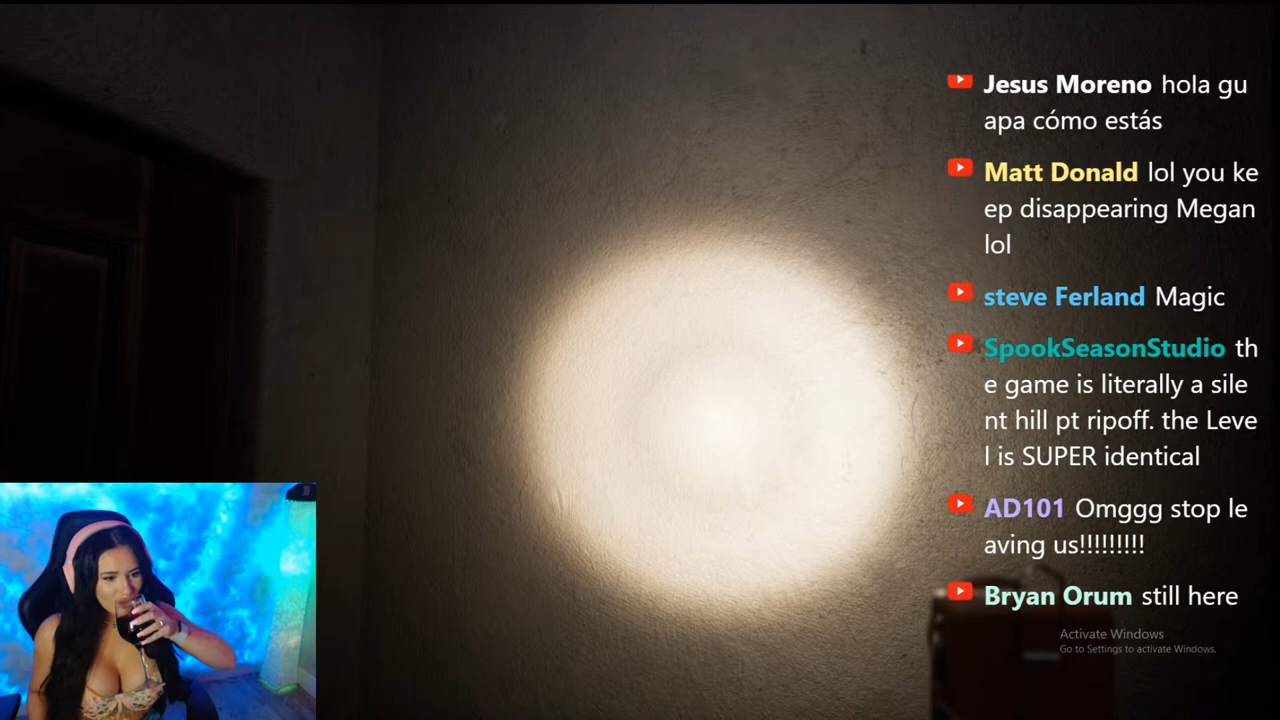 Jesus Moreno hola gu
apa cómo estás
Matt Donald lol you ke
ep disappearing Megan
lol
steve Ferland Magic
SpookSeasonStudio th
e game is literally a sile
nt hill pt ripoff. the Leve
l is SUPER identical
AD101 Omggg stop le
aving us!!!!!!!!!
Bryan Orum still here
Activate Windows
Go to Settings to activate Windows.